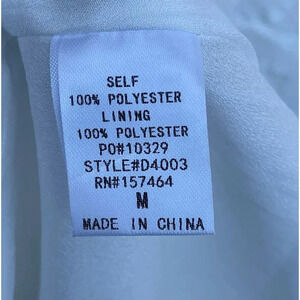 SELF
100% POLYESTER
LINING
100% POLYESTER
PO#10329
STYLE#D4003
RN#157464
M
MADE IN CHINA